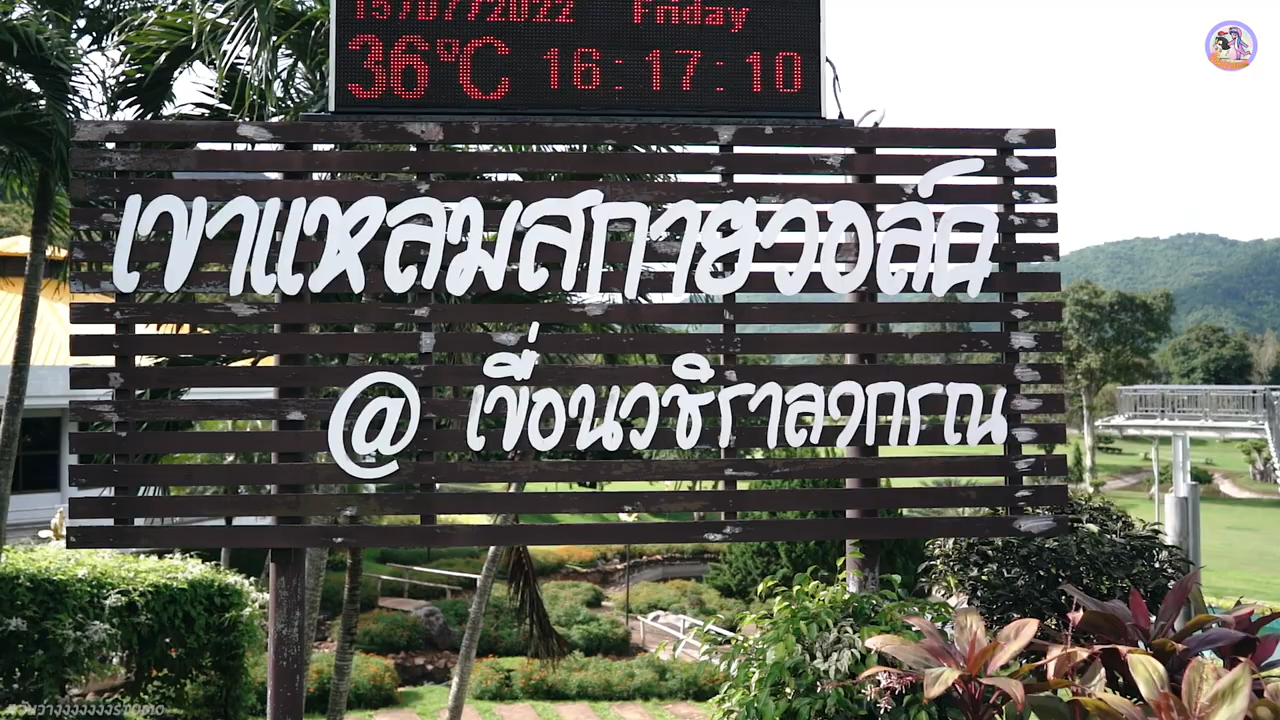 15/07/2022 Friday
36°C 16:17:10
เขาแหลมสกายวอล์ค
@ เขื่อนวชิราลงกรณ